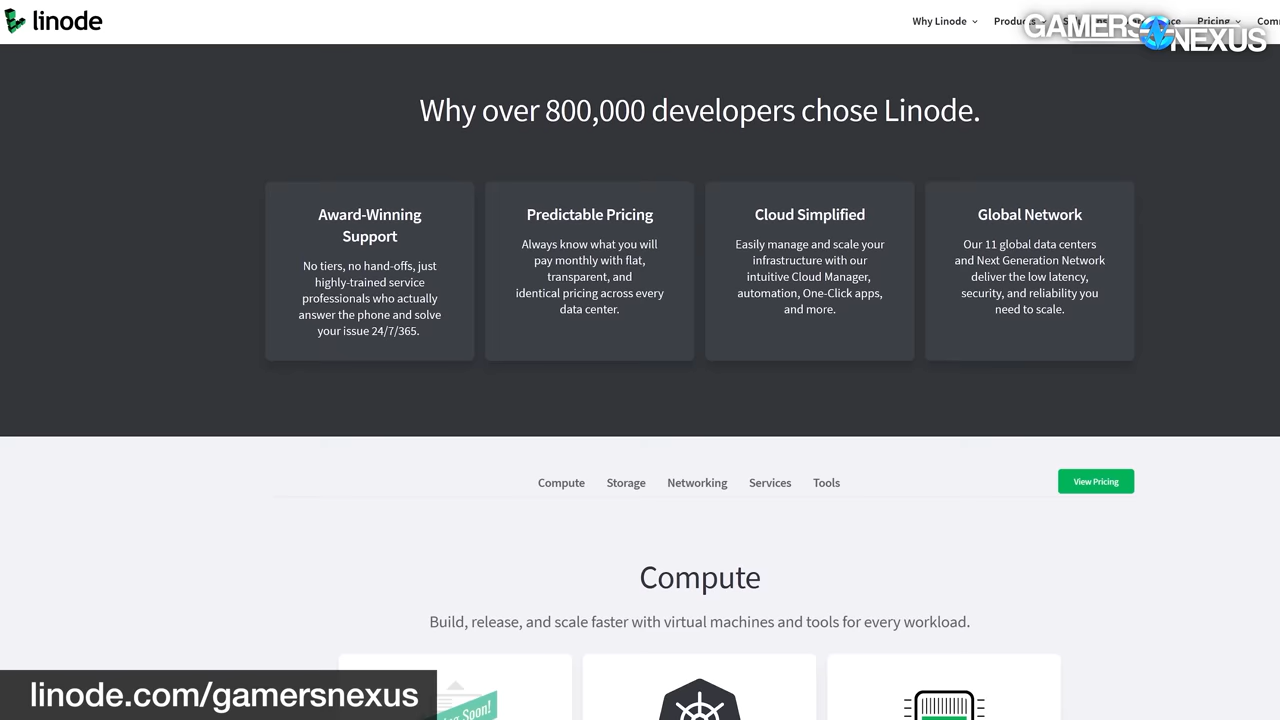 linode
Why Linode
Pricing
GAMERS
NEXUS
Why over 800,000 developers chose Linode.
Award-Winning
Support
No tiers, no hand-offs, just
highly-trained service
professionals who actually
answer the phone and solve
your issue 24/7/365.
Predictable Pricing
Always know what you will
pay monthly with flat,
transparent, and
identical pricing across every
data center.
Cloud Simplified
Easily manage and scale your
infrastructure with our
intuitive Cloud Manager,
automation, One-Click apps,
and more.
Global Network
Our 11 global data centers
and Next Generation Network
deliver the low latency,
security, and reliability you
need to scale.
Compute Storage Networking Services Tools
View Pricing
Compute
Build, release, and scale faster with virtual machines and tools for every workload.
Soon!
linode.com/gamersnexus